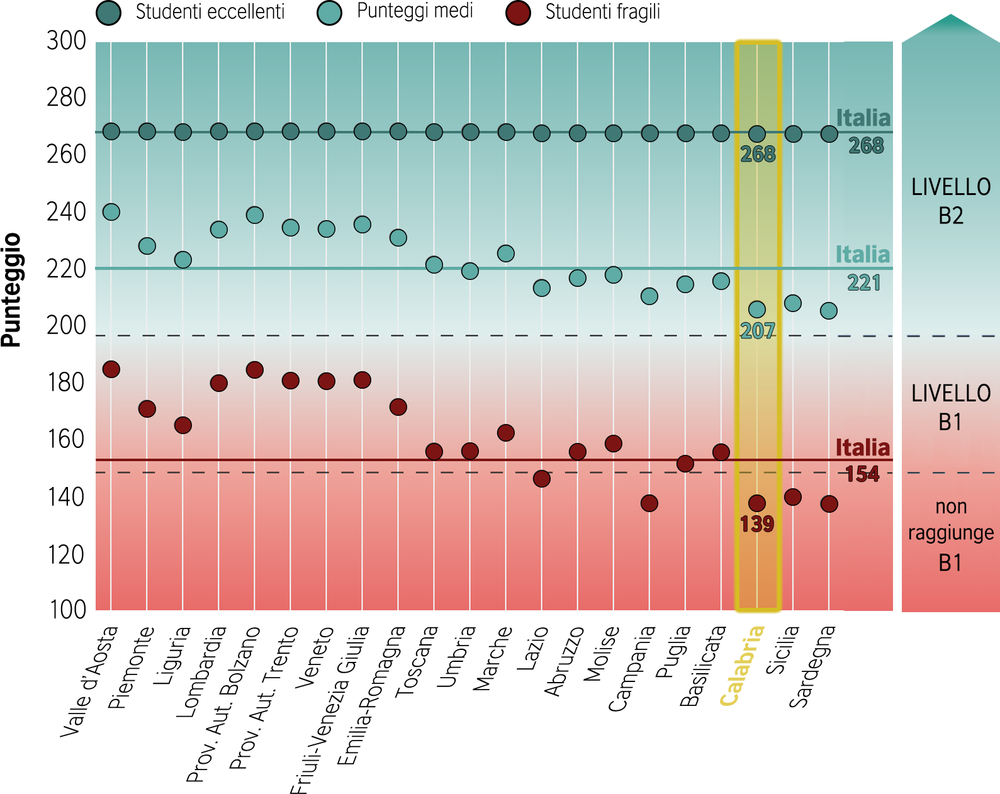 Studenti eccellenti
Punteggi medi
Studenti fragili
Punteggio
300
280
260
240
220
200
180
160
140
120
100
Italia
268
268
Italia
221
207
Italia
154
139
LIVELLO
B2
LIVELLO
B1
non
raggiunge
B1
Valle d'Aosta
Piemonte
Liguria
Lombardia
Prov. Aut. Bolzano
Prov. Aut. Trento
Veneto
Friuli-Venezia Giulia
Emilia-Romagna
Toscana
Umbria
Marche
Lazio
Abruzzo
Molise
Campania
Puglia
Basilicata
Calabria
Sicilia
Sardegna